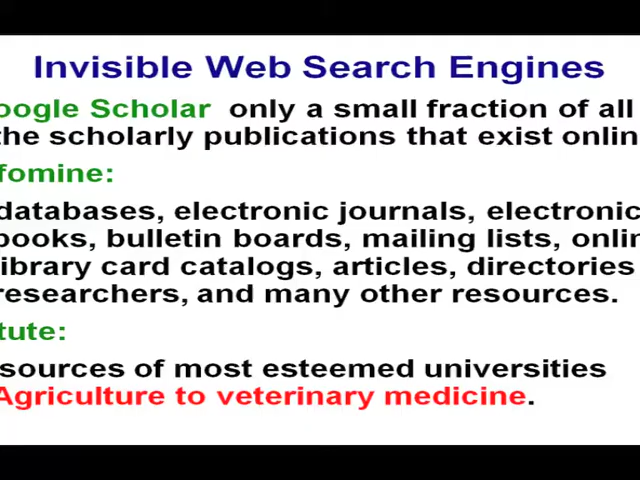 Invisible Web Search Engines
oogle Scholar only a small fraction of all
the scholarly publications that exist onlin
fomine:
databases, electronic journals, electronic
books, bulletin boards, mailing lists, onlin
library card catalogs, articles, directories
researchers, and many other resources.
tute:
sources of most esteemed universities
Agriculture to veterinary medicine.